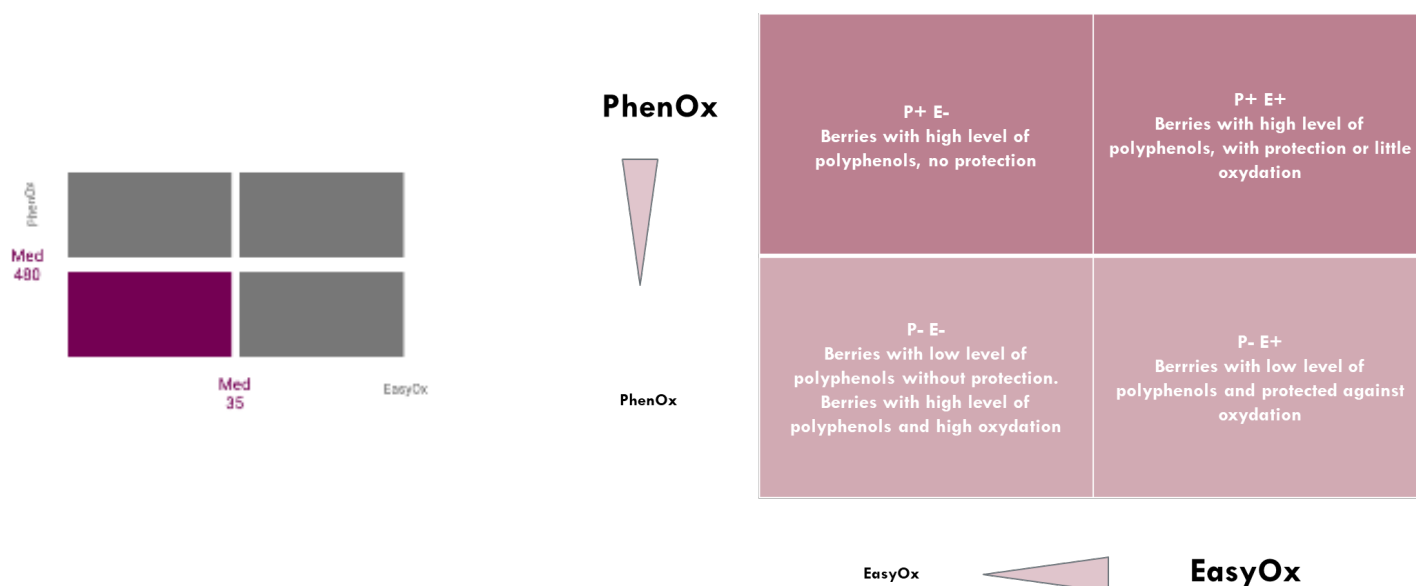 PhenOx
Med
480
Med
35
EasyOx
PhenOx
PhenOx
P+ E-
Berries with high level of
polyphenols, no protection
P+ E+
Berries with high level of
polyphenols, with protection or little
oxydation
P- E-
Berries with low level of
polyphenols without protection.
Berries with high level of
polyphenols and high oxydation
P- E+
Berrries with low level of
polyphenols and protected against
oxydation
EasyOx
EasyOx